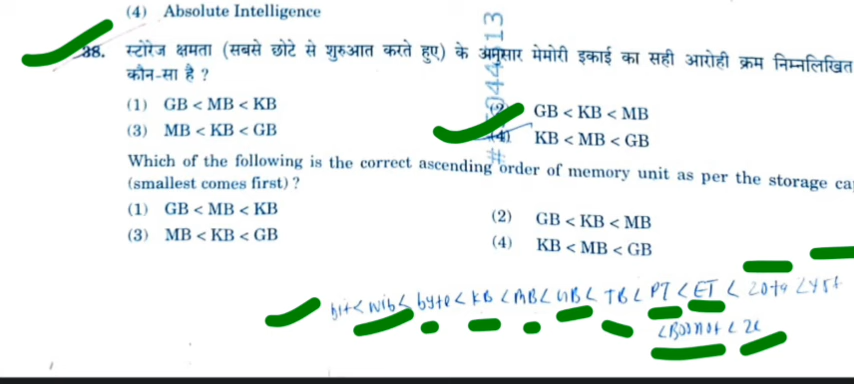 (4) Absolute Intelligence
38. स्टोरेज क्षमता (सबसे छोटे से शुरुआत करते हुए) के अनुसार मेमोरी इकाई का सही आरोही क्रम निम्नलिखित
कौन-सा है ?
(1) GB < MB < KB
(2) GB < KB < MB
(3) MB < KB < GB
(4) KB < MB < GB
Which of the following is the correct ascending order of memory unit as per the storage ca
(smallest comes first) ?
(1) GB < MB < KB
(2) GB < KB < MB
(3) MB < KB < GB
(4) KB < MB < GB
bit < Nib < byte < KB < MB < GB < TB < PT < ET <